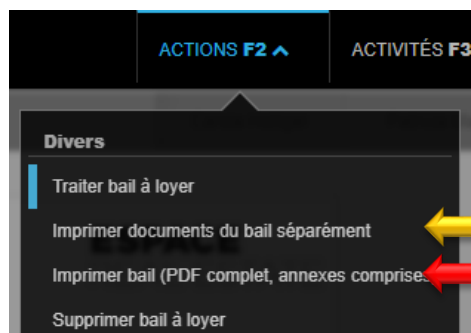 ACTIONS F2
ACTIVITÉS F3
Divers
Traiter bail à loyer
Imprimer documents du bail séparément
ESPACE
Imprimer bail (PDF complet, annexes comprises
Supprimer bail à loyer